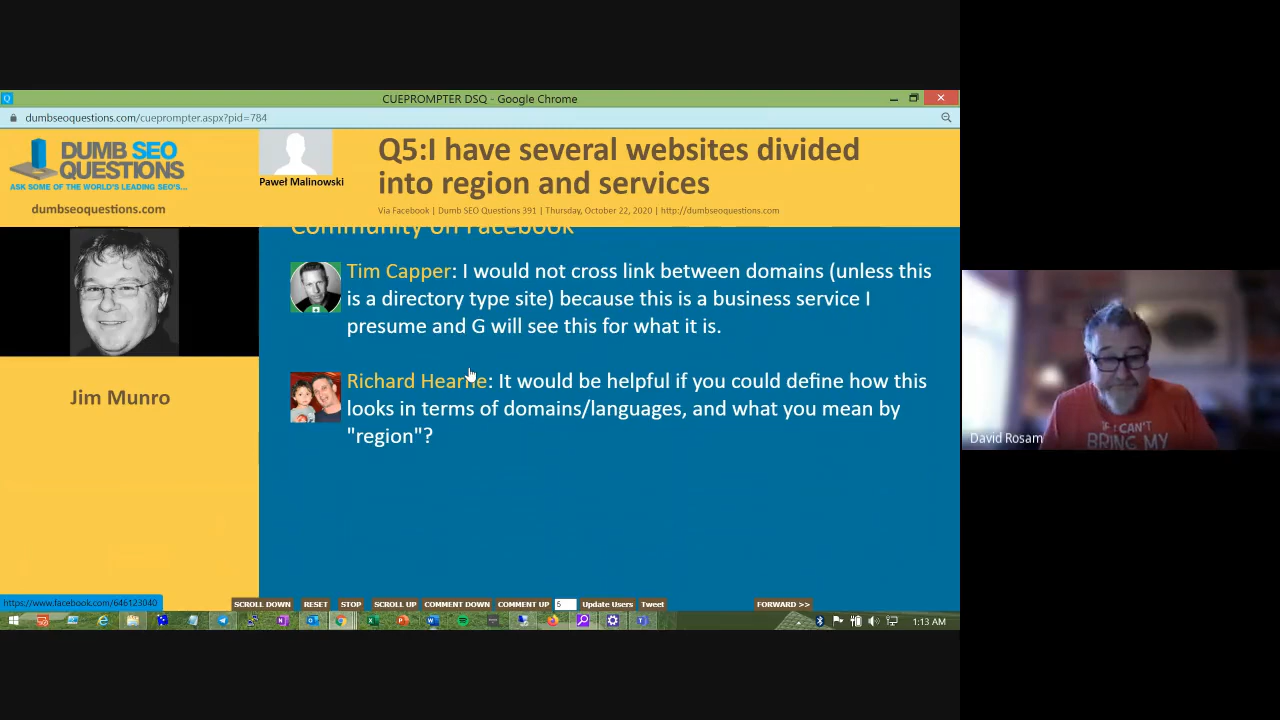 CUEPROMPTER DSQ - Google Chrome
dumbseoquestions.com/cueprompter.aspx?pid=784
DUMB SEO
QUESTIONS
ASK SOME OF THE WORLD'S LEADING SEO'S...
dumbseoquestions.com
Paweł Malinowski
Q5:I have several websites divided
into region and services
Via Facebook | Dumb SEO Questions 391 | Thursday, October 22, 2020 | http://dumbseoquestions.com
Jim Munro
Community on Facebook
Tim Capper: I would not cross link between domains (unless this
is a directory type site) because this is a business service I
presume and G will see this for what it is.
Richard Hearne: It would be helpful if you could define how this
looks in terms of domains/languages, and what you mean by
"region"?
IF I CAN'T
BRING MY
David Rosam
https://www.facebook.com/646123040
SCROLL DOWN RESET STOP SCROLL UP COMMENT DOWN COMMENT UP 5 Update Users Tweet FORWARD >>
1:13 AM